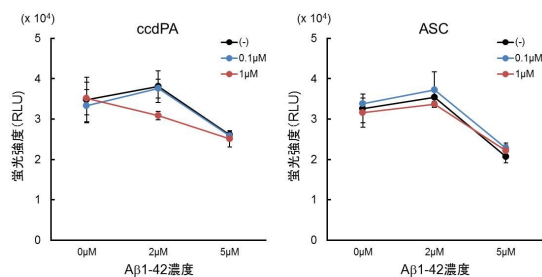 (x 10⁴)
ccdPA
(-)
0.1μM
1μM
5
4
3
2
1
0
蛍光強度(RLU)
0μM 2μM 5μM
Aβ1-42濃度
(x 10⁴)
ASC
(-)
0.1μM
1μM
5
4
3
2
1
0
蛍光強度(RLU)
0μM 2μM 5μM
Aβ1-42濃度